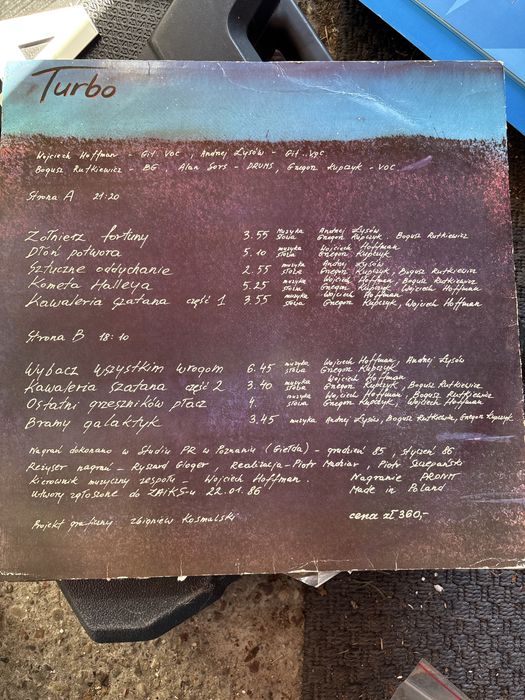 Turbo
Wojciech Hoffman - Git. voc , Andrzej Łysów - Git.. voc
Bogusz Rutkiewicz - BG. Alan Sors - DRUMS, Grzegorz Kupczyk - voc
Strona A 21:20
Żołnierz fortuny 3.55 muzyka Andrzej Łysów
słowa Grzegorz Kupczyk, Bogusz Rutkiewicz
Dłoń potwora 5.10 muzyka Wojciech Hoffman
słowa Grzegorz Kupczyk
Sztuczne oddychanie 2.55 muzyka Andrzej Łysów
słowa Grzegorz Kupczyk, Bogusz Rutkiewicz
Kometa Halleya 5.25 muzyka Wojciech Hoffman, Bogusz Rutkiewicz
słowa Grzegorz Kupczyk, Wojciech Hoffman
Kawaleria szatana część 1 3.55 muzyka Wojciech Hoffman
słowa Grzegorz Kupczyk, Wojciech Hoffman
Strona B 18:10
Wybacz wszystkim wrogom 6.45 muzyka Wojciech Hoffman, Andrzej Łysów
słowa Grzegorz Kupczyk
Kawaleria szatana część 2 3.40 muzyka Wojciech Hoffman
słowa Grzegorz Kupczyk, Bogusz Rutkiewicz
Ostatni grzeszników płacz 4. muzyka Wojciech Hoffman, Bogusz Rutkiewicz
słowa Grzegorz Kupczyk, Wojciech Hoffman
Bramy galaktyk 3.45 muzyka Andrzej Łysów, Bogusz Rutkiewicz, Grzegorz Kupczyk
Nagrań dokonano w Studiu PR w Poznaniu (Giełda) - grudzień 85, styczeń 86
Reżyser nagrań - Ryszard Gloger, Realizacja - Piotr Madziar, Piotr Szczepański
Kierownik muzyczny zespołu - Wojciech Hoffman. Nagranie PRONIT
Utwory zgłoszone do ZAIKS-u 22.01.86 Made in Poland
Projekt graficzny: Zbigniew Kosmalski cena zł 360,-